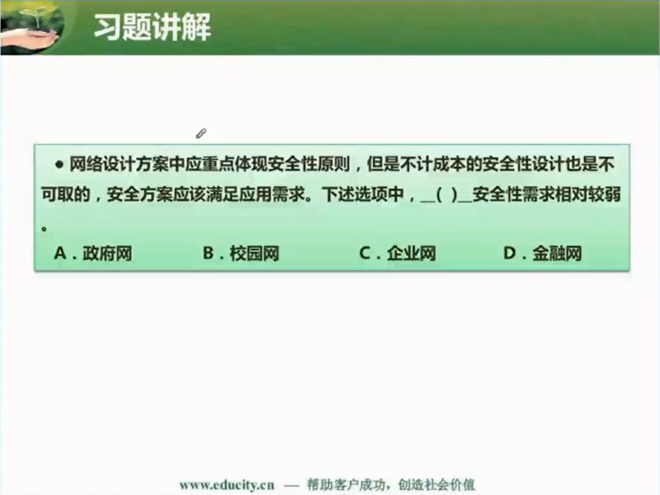 习题讲解
● 网络设计方案中应重点体现安全性原则，但是不计成本的安全性设计也是不
可取的，安全方案应该满足应用需求。下述选项中，__( )__安全性需求相对较弱
。
A．政府网 B．校园网 C．企业网 D．金融网
www.educity.cn — 帮助客户成功，创造社会价值